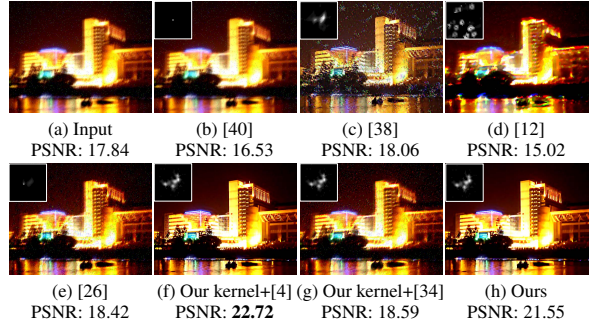 (a) Input
(b) [40]
(c) [38]
(d) [12]
PSNR: 17.84
PSNR: 16.53
PSNR: 18.06
PSNR: 15.02
(e) [26]
(f) Our kernel+[4]
(g) Our kernel+[34]
(h) Ours
PSNR: 18.42
PSNR: 22.72
PSNR: 18.59
PSNR: 21.55